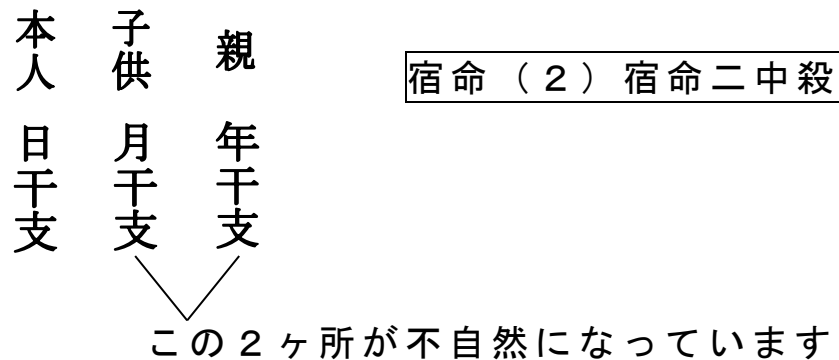 宿命（２）宿命二中殺
親　年干支
子供　月干支
本人　日干支
この２ヶ所が不自然になっています